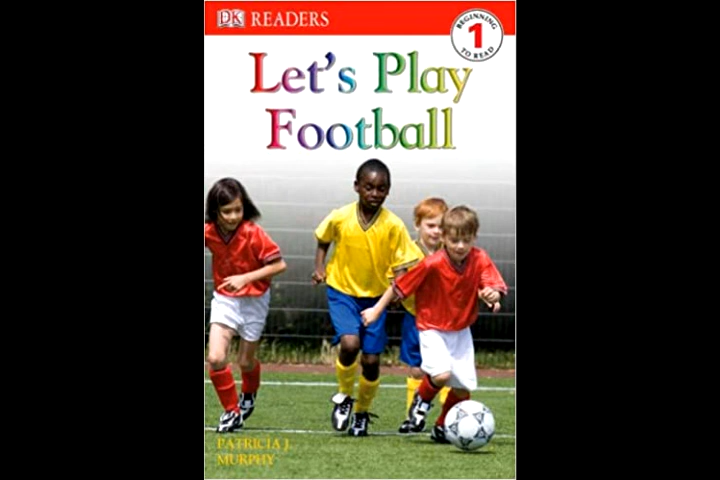 DK READERS
BEGINNING
1
TO READ
Let's Play
Football
PATRICIA J.
MURPHY